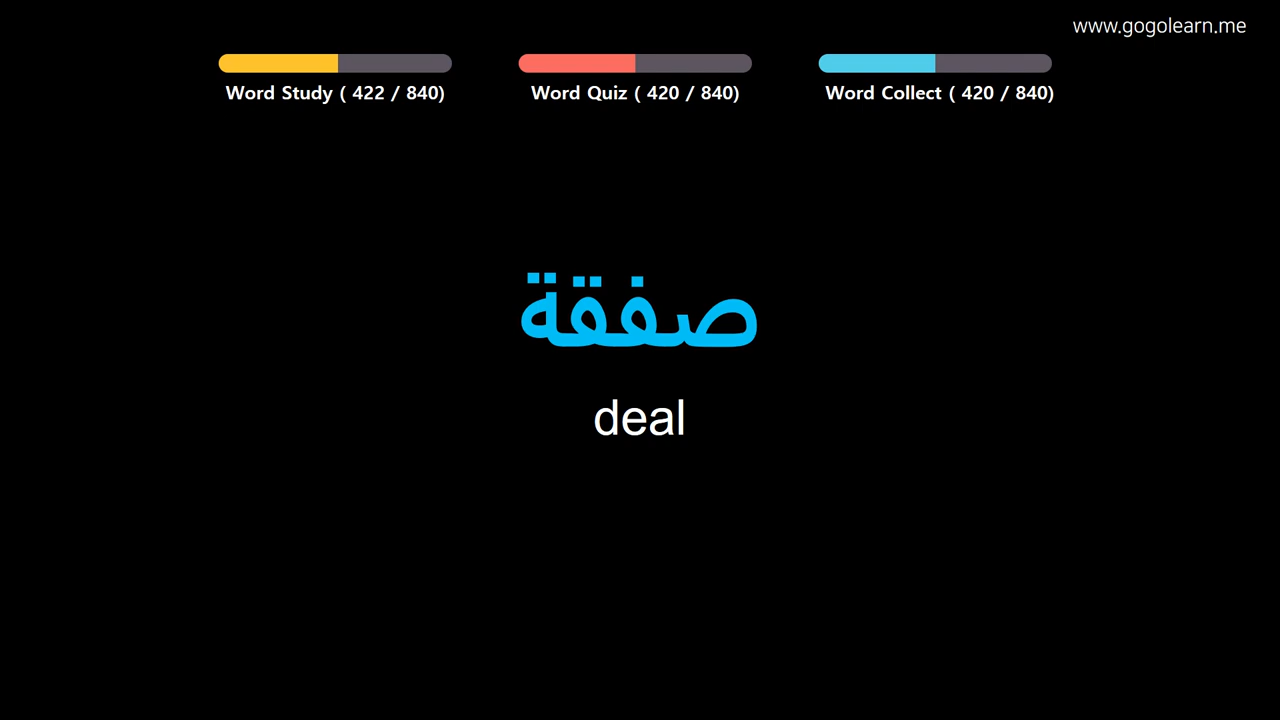 www.gogolearn.me
Word Study ( 422 / 840)
Word Quiz ( 420 / 840)
Word Collect ( 420 / 840)
صفقة
deal